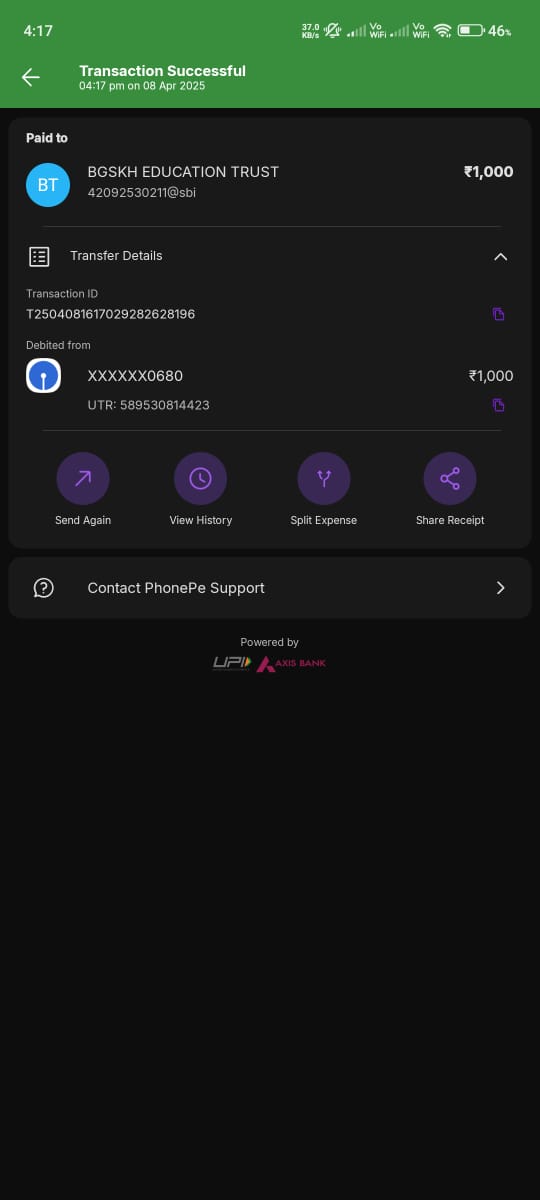 4:17
37.0 KB/s Vo WiFi Vo WiFi 46%
Transaction Successful
04:17 pm on 08 Apr 2025
Paid to
BT BGSKH EDUCATION TRUST ₹1,000
42092530211@sbi
Transfer Details
Transaction ID
T2504081617029282628196
Debited from
XXXXXX0680 ₹1,000
UTR: 589530814423
Send Again View History Split Expense Share Receipt
Contact PhonePe Support
Powered by
UPI AXIS BANK